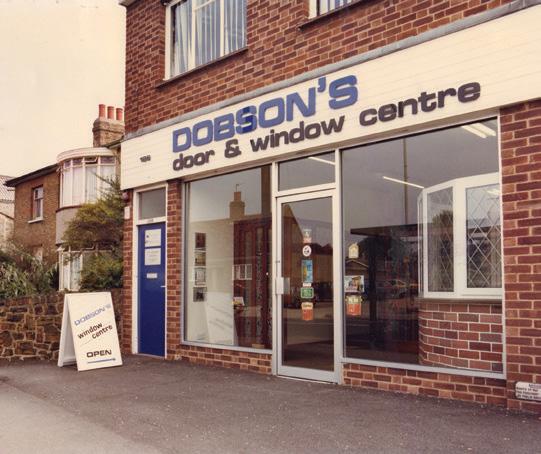 DOBSON'S
door & window centre
DOBSON'S
window
centre
OPEN